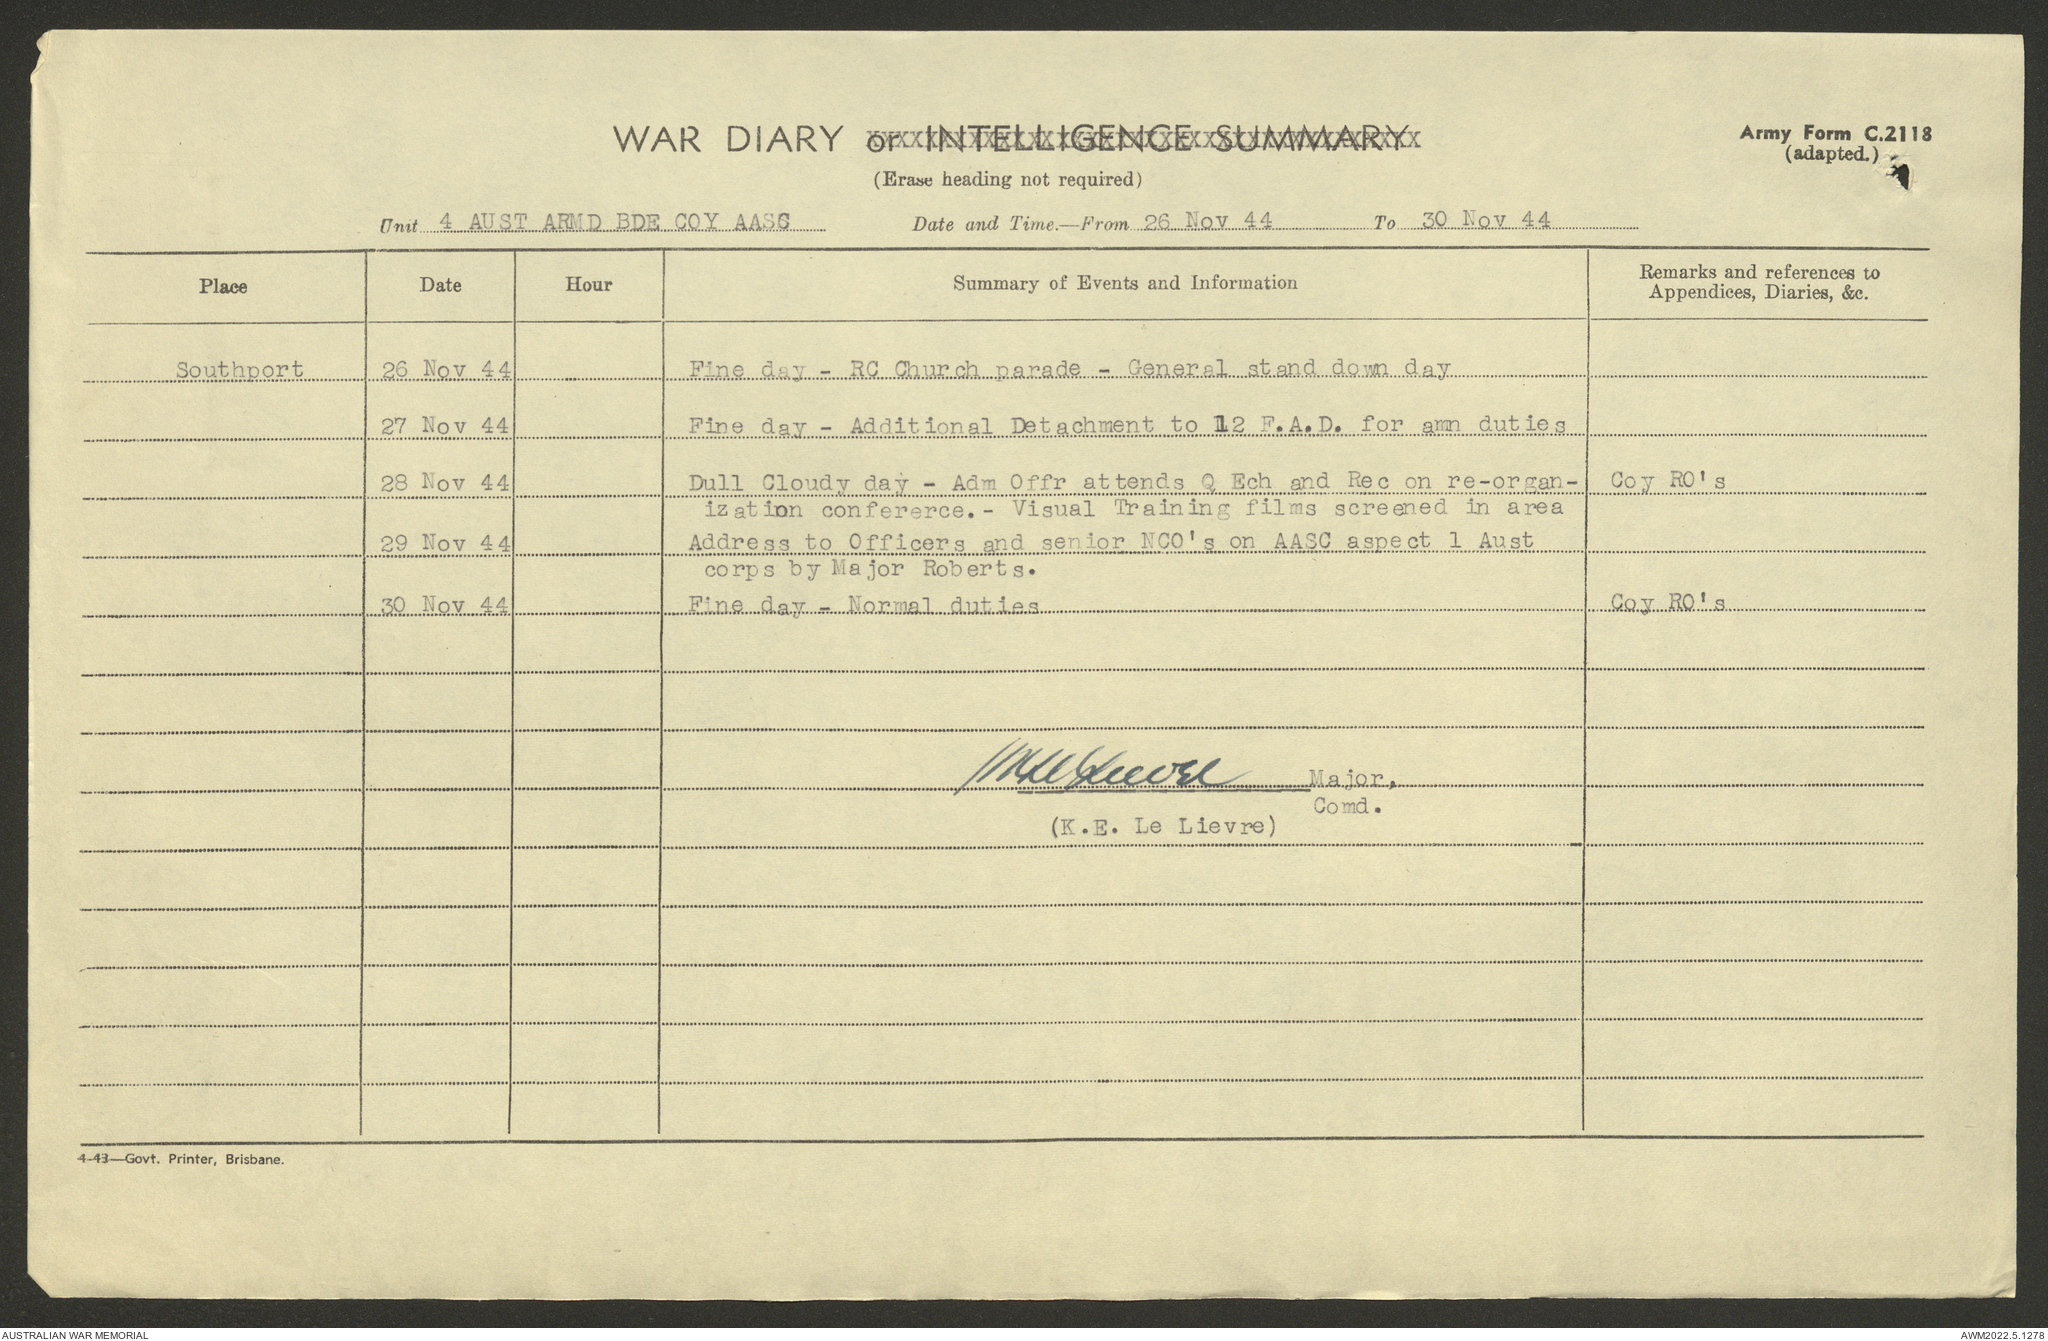 WAR DIARY or INTELLIGENCE SUMMARY
(Erase heading not required)
Army Form C.2118
(adapted.)
Unit 4 AUST ARMD BDE COY AASC Date and Time.—From 26 Nov 44 To 30 Nov 44
Place Date Hour Summary of Events and Information Remarks and references to
Appendices, Diaries, &c.
Southport 26 Nov 44 Fine day - RC Church parade - General stand down day
27 Nov 44 Fine day - Additional Detachment to 12 F.A.D. for amn duties
28 Nov 44 Dull Cloudy day - Adm Offr attends Q Ech and Rec on re-organ- Coy RO's
ization confererce.- Visual Training films screened in area
29 Nov 44 Address to Officers and senior NCO's on AASC aspect 1 Aust
corps by Major Roberts.
30 Nov 44 Fine day - Normal duties Coy RO's
Major,
Comd.
(K.E. Le Lievre)
4-43—Govt. Printer, Brisbane.
AUSTRALIAN WAR MEMORIAL AWM2022.5.1278